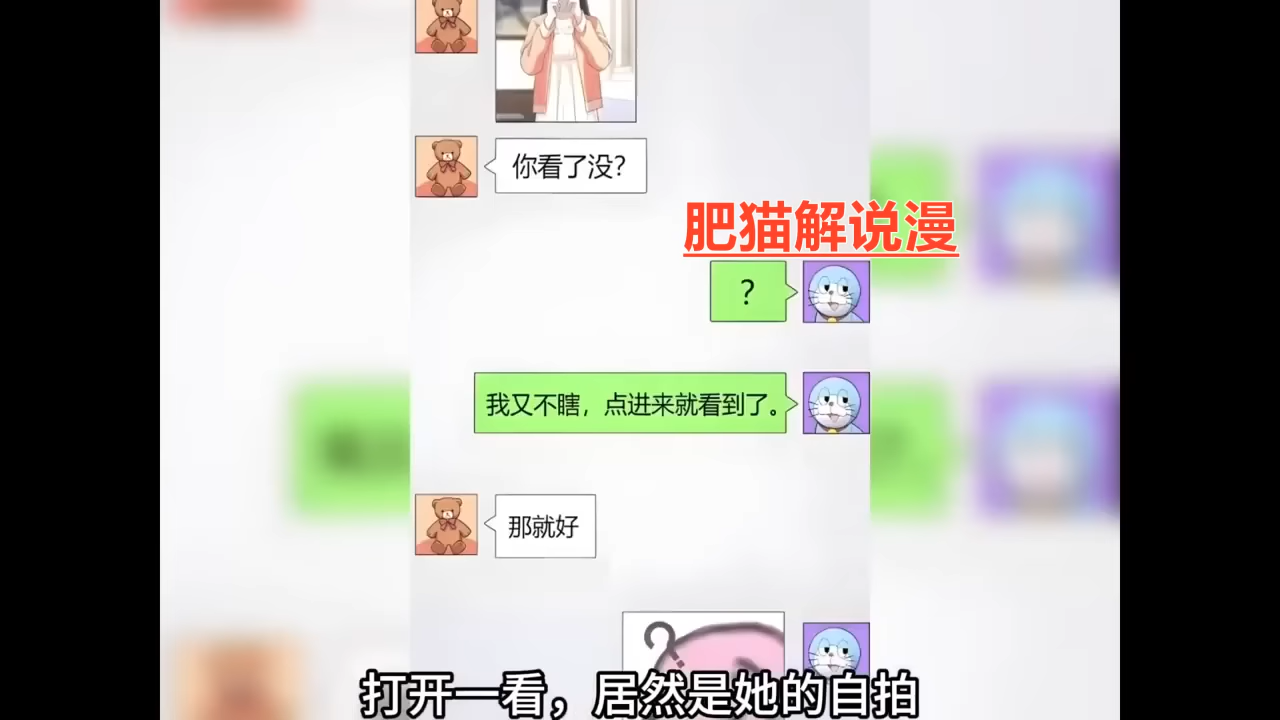 你看了没?
肥猫解说漫
?
我又不瞎，点进来就看到了。
那就好
?
打开一看，居然是她的自拍